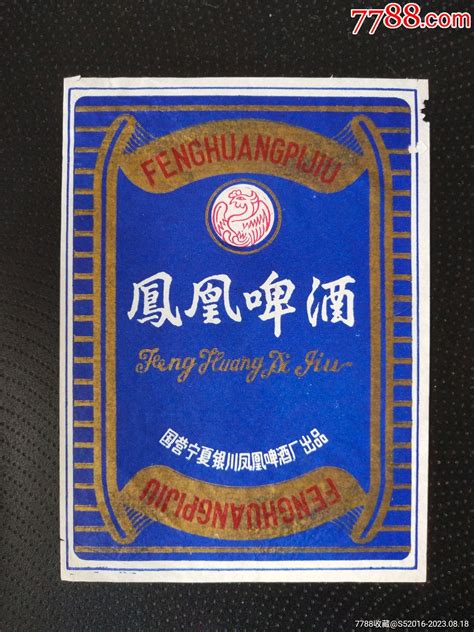 7788.com
FENGHUANGPIJIU
鳳凰啤酒
Feng Huang Pi Jiu
国营宁夏银川凤凰啤酒厂出品
FENGHUANGPIJIU
7788收藏@S52016-2023.08.18